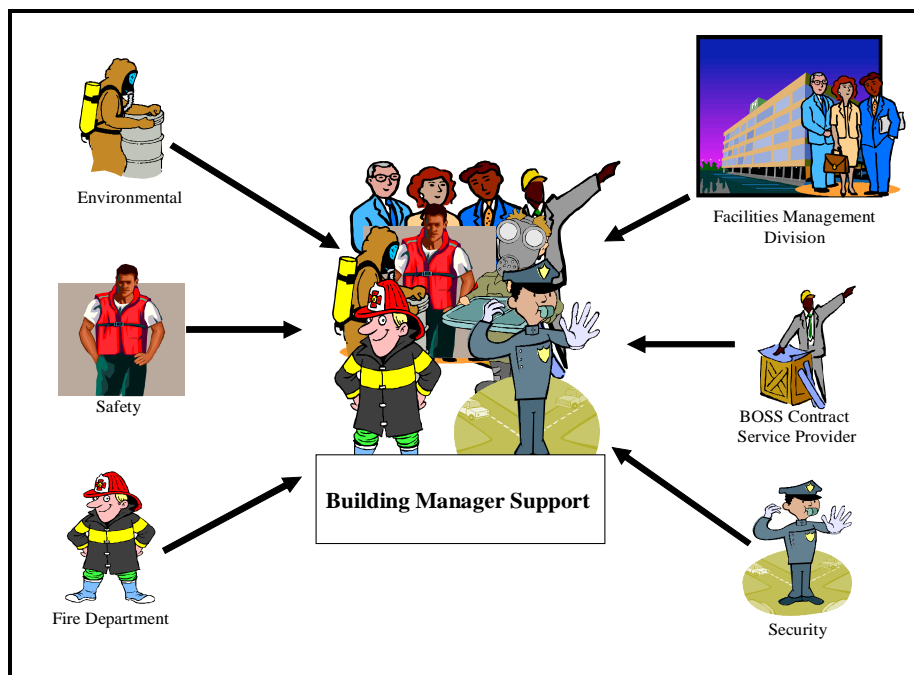 Environmental
Facilities Management
Division
Safety
BOSS Contract
Service Provider
Building Manager Support
Fire Department
Security